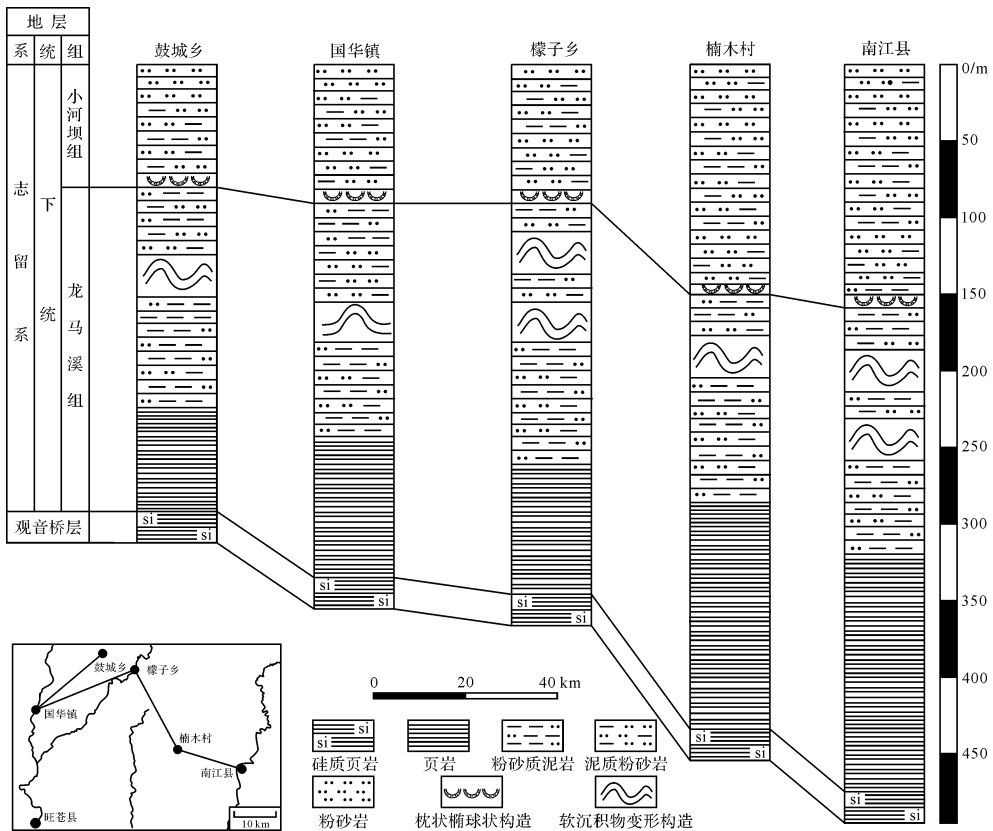 地 层
系 统 组
鼓城乡 国华镇 檬子乡 楠木村 南江县
志留系
下统
小河坝组
龙马溪组
观音桥层
si
si
si
si
si
si
si
si
si
si
0/m
50
100
150
200
250
300
350
400
450
鼓城乡
檬子乡
国华镇
楠木村
南江县
旺苍县
10 km
0 20 40 km
si
si
硅质页岩 页岩 粉砂质泥岩 泥质粉砂岩
粉砂岩 枕状椭球状构造 软沉积物变形构造